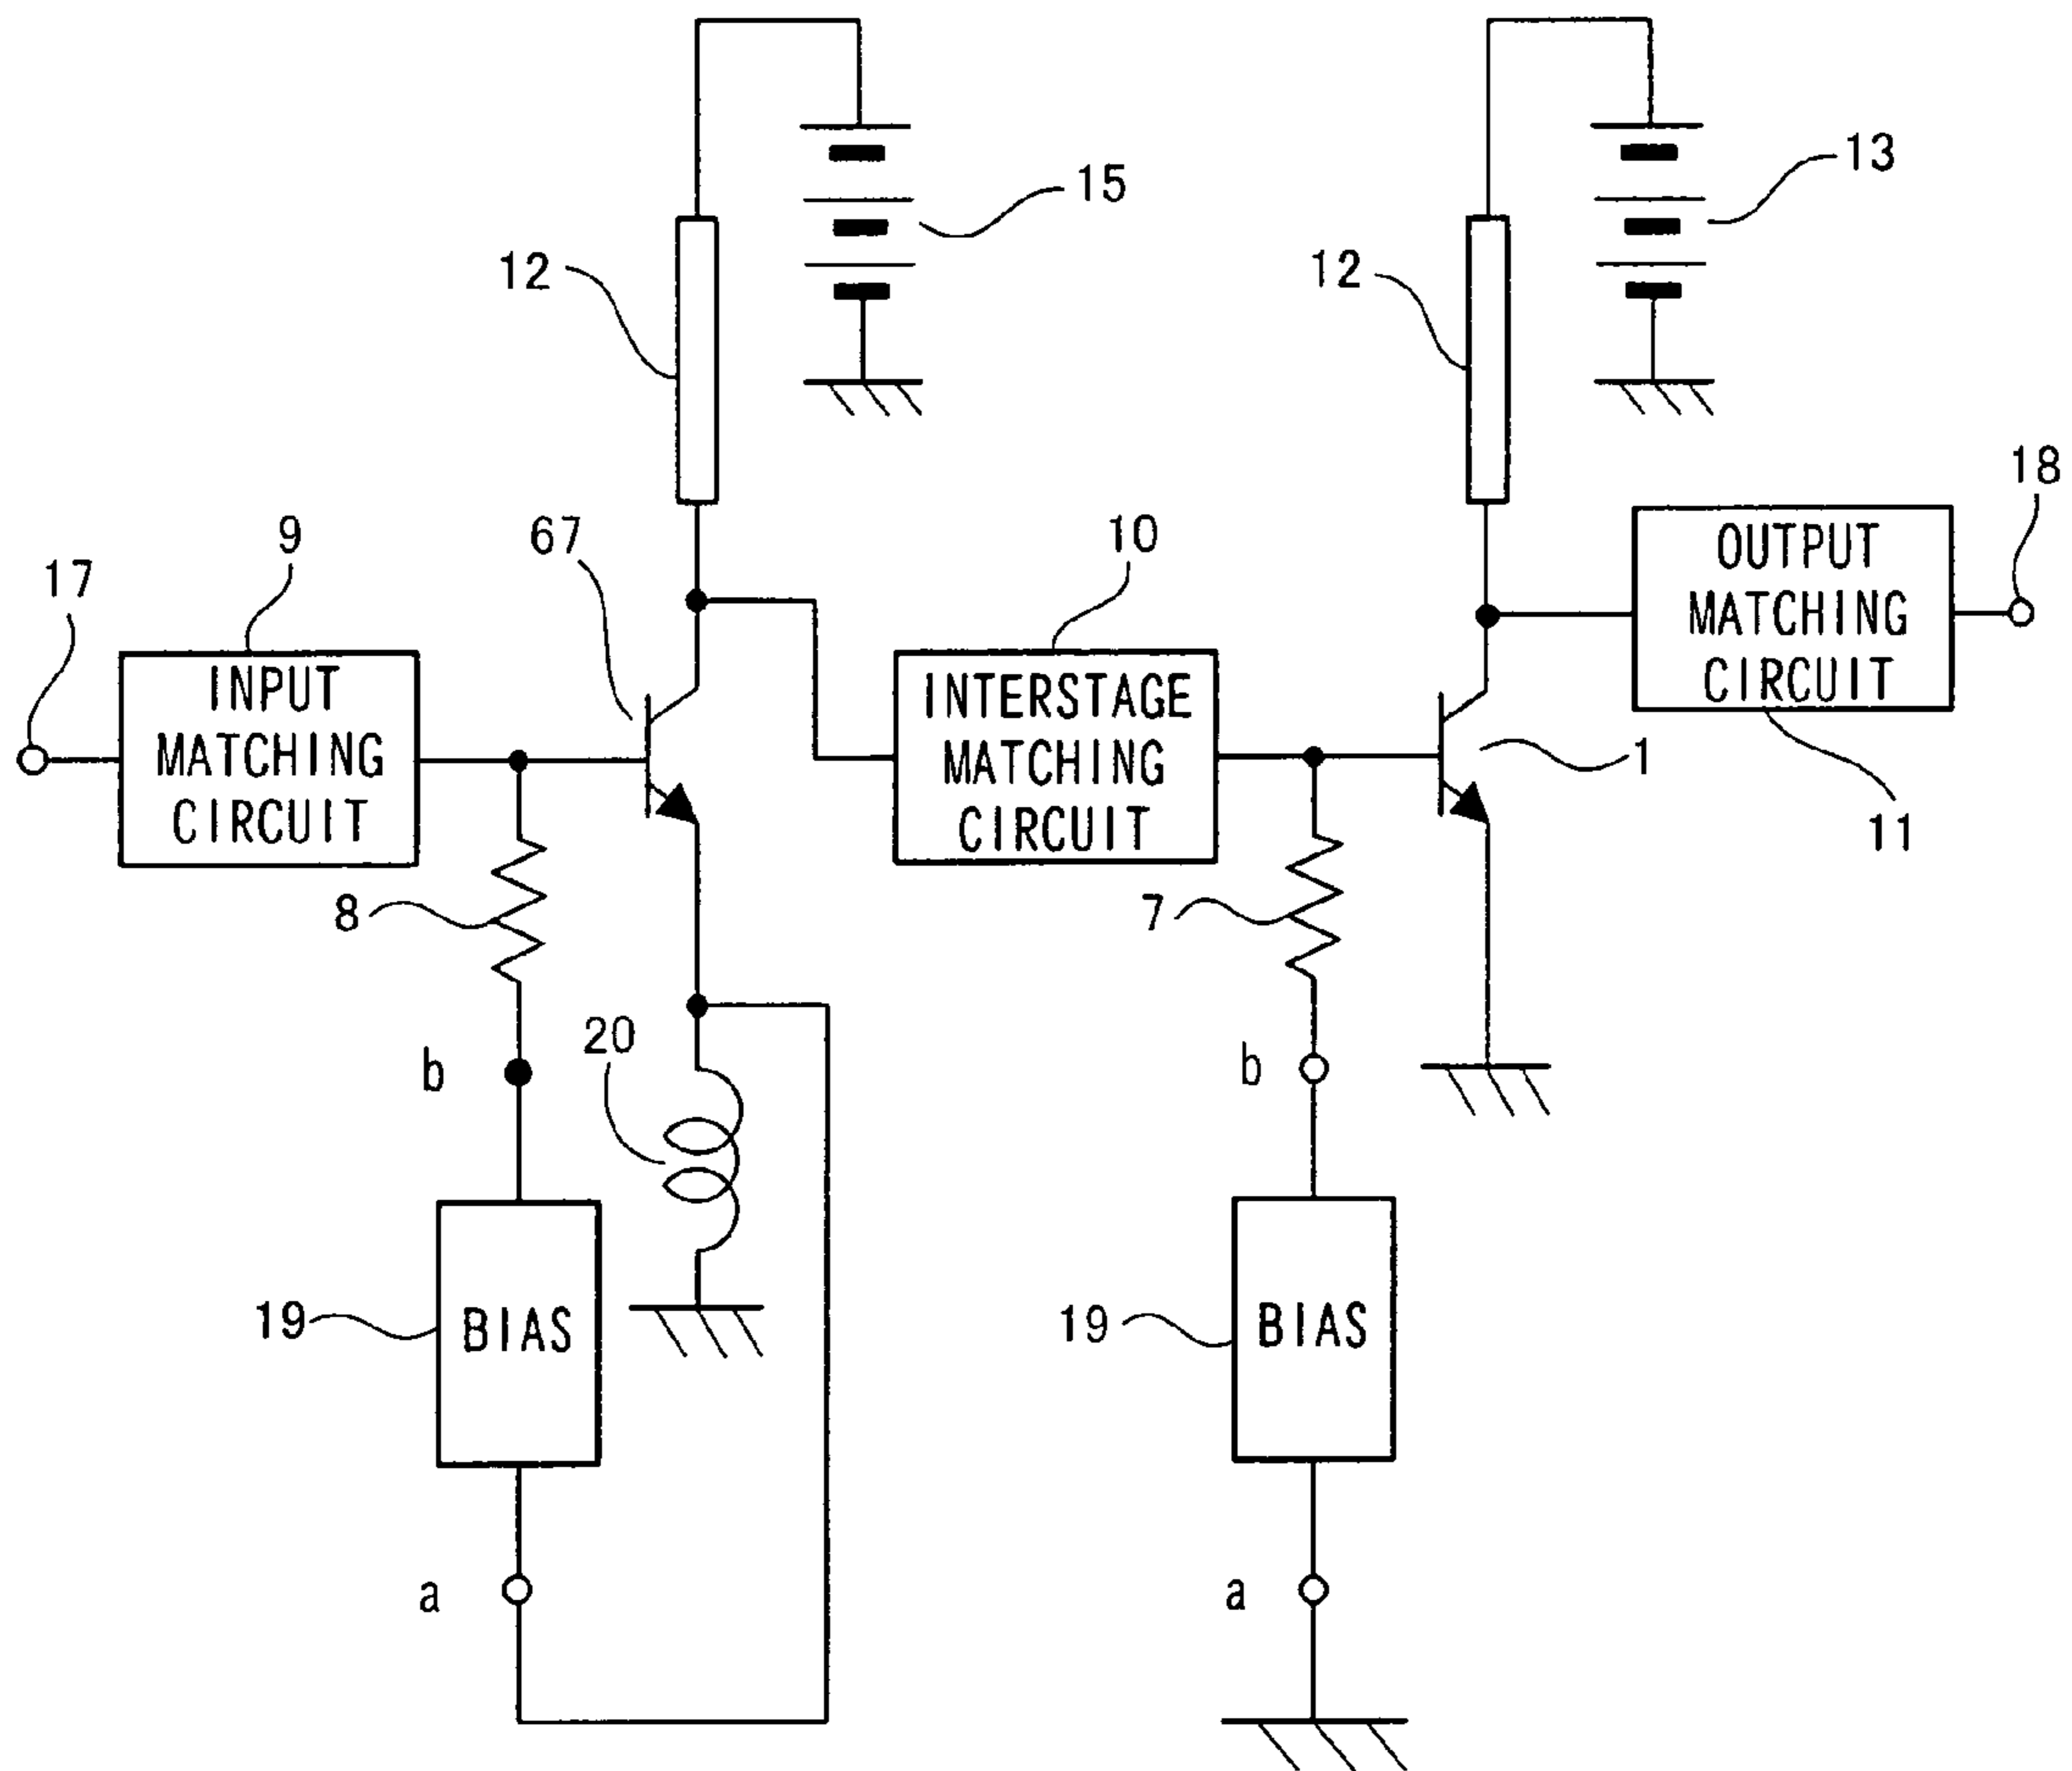 15
13
12
12
18
9
67
10
17
OUTPUT
MATCHING
CIRCUIT
INPUT
MATCHING
CIRCUIT
INTERSTAGE
MATCHING
CIRCUIT
1
11
8
7
20
b
b
19
BIAS
19
BIAS
a
a